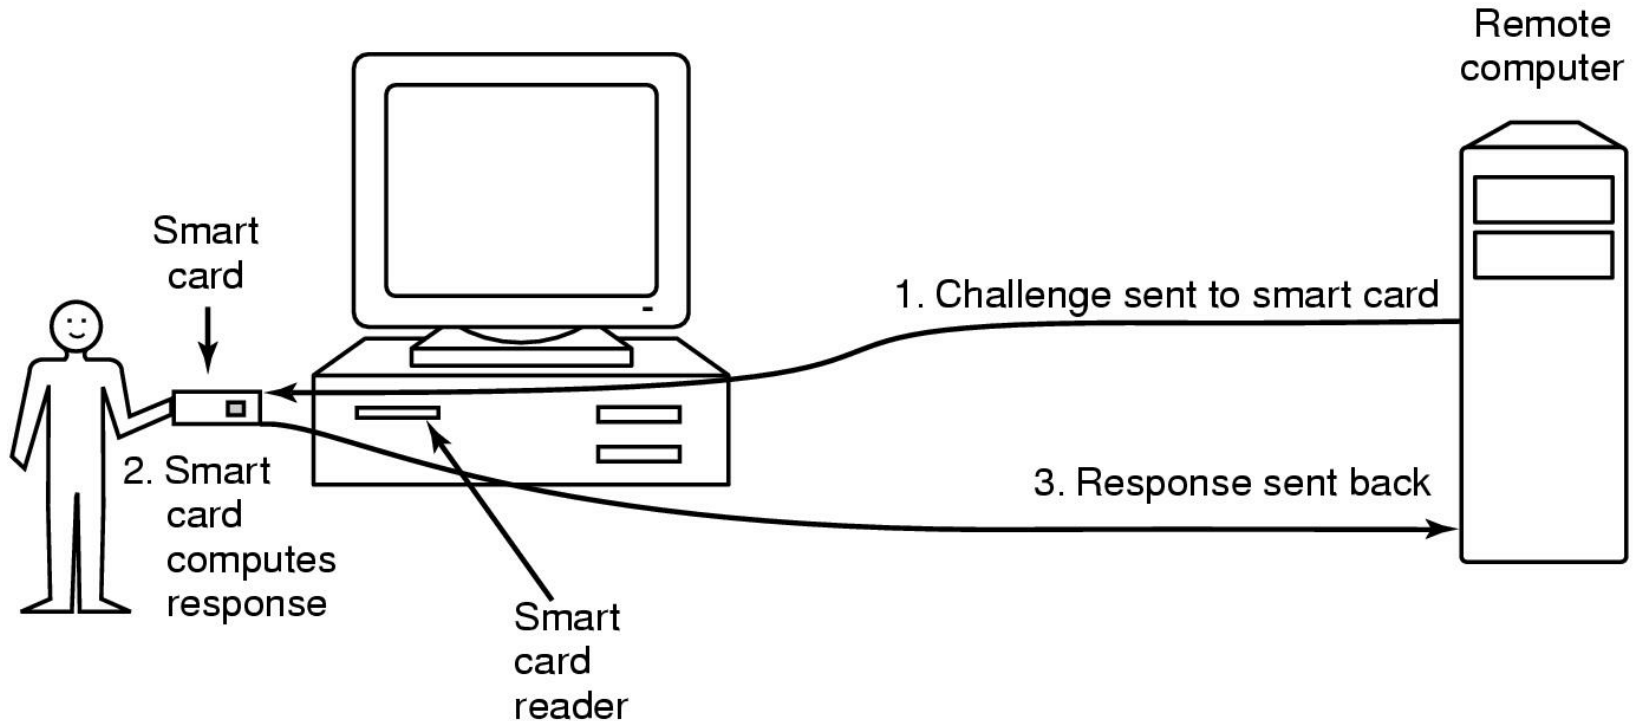 Remote
computer
Smart
card
1. Challenge sent to smart card
2. Smart
card
computes
response
3. Response sent back
Smart
card
reader